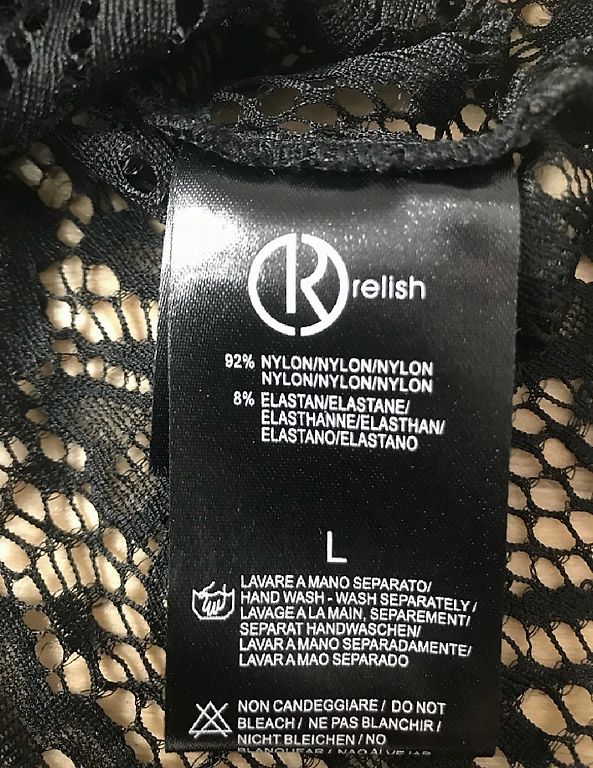 R relish
92% NYLON/NYLON/NYLON
NYLON/NYLON/NYLON
8% ELASTAN/ELASTANE/
ELASTHANNE/ELASTHAN/
ELASTANO/ELASTANO
L
LAVARE A MANO SEPARATO/
HAND WASH - WASH SEPARATELY /
LAVAGE A LA MAIN, SEPAREMENT/
SEPARAT HANDWASCHEN/
LAVAR A MANO SEPARADAMENTE/
LAVAR A MAO SEPARADO
NON CANDEGGIARE / DO NOT
BLEACH / NE PAS BLANCHIR /
NICHT BLEICHEN / NO